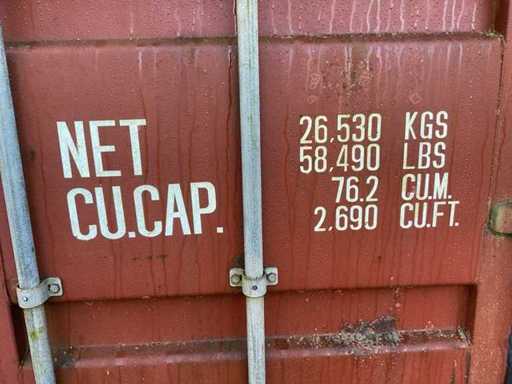 NET 26,530 KGS
58,490 LBS
CU.CAP. 76.2 CU.M.
2,690 CU.FT.